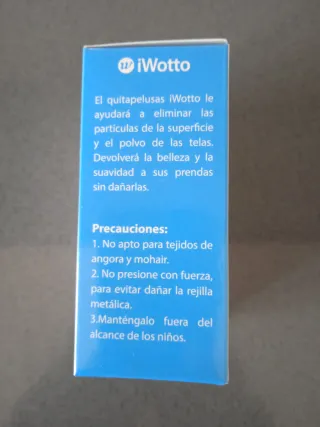 iWotto
El quitapelusas iWotto le
ayudará a eliminar las
partículas de la superficie
y el polvo de las telas.
Devolverá la belleza y la
suavidad a sus prendas
sin dañarlas.
Precauciones:
1. No apto para tejidos de
angora y mohair.
2. No presione con fuerza,
para evitar dañar la rejilla
metálica.
3.Manténgalo fuera del
alcance de los niños.